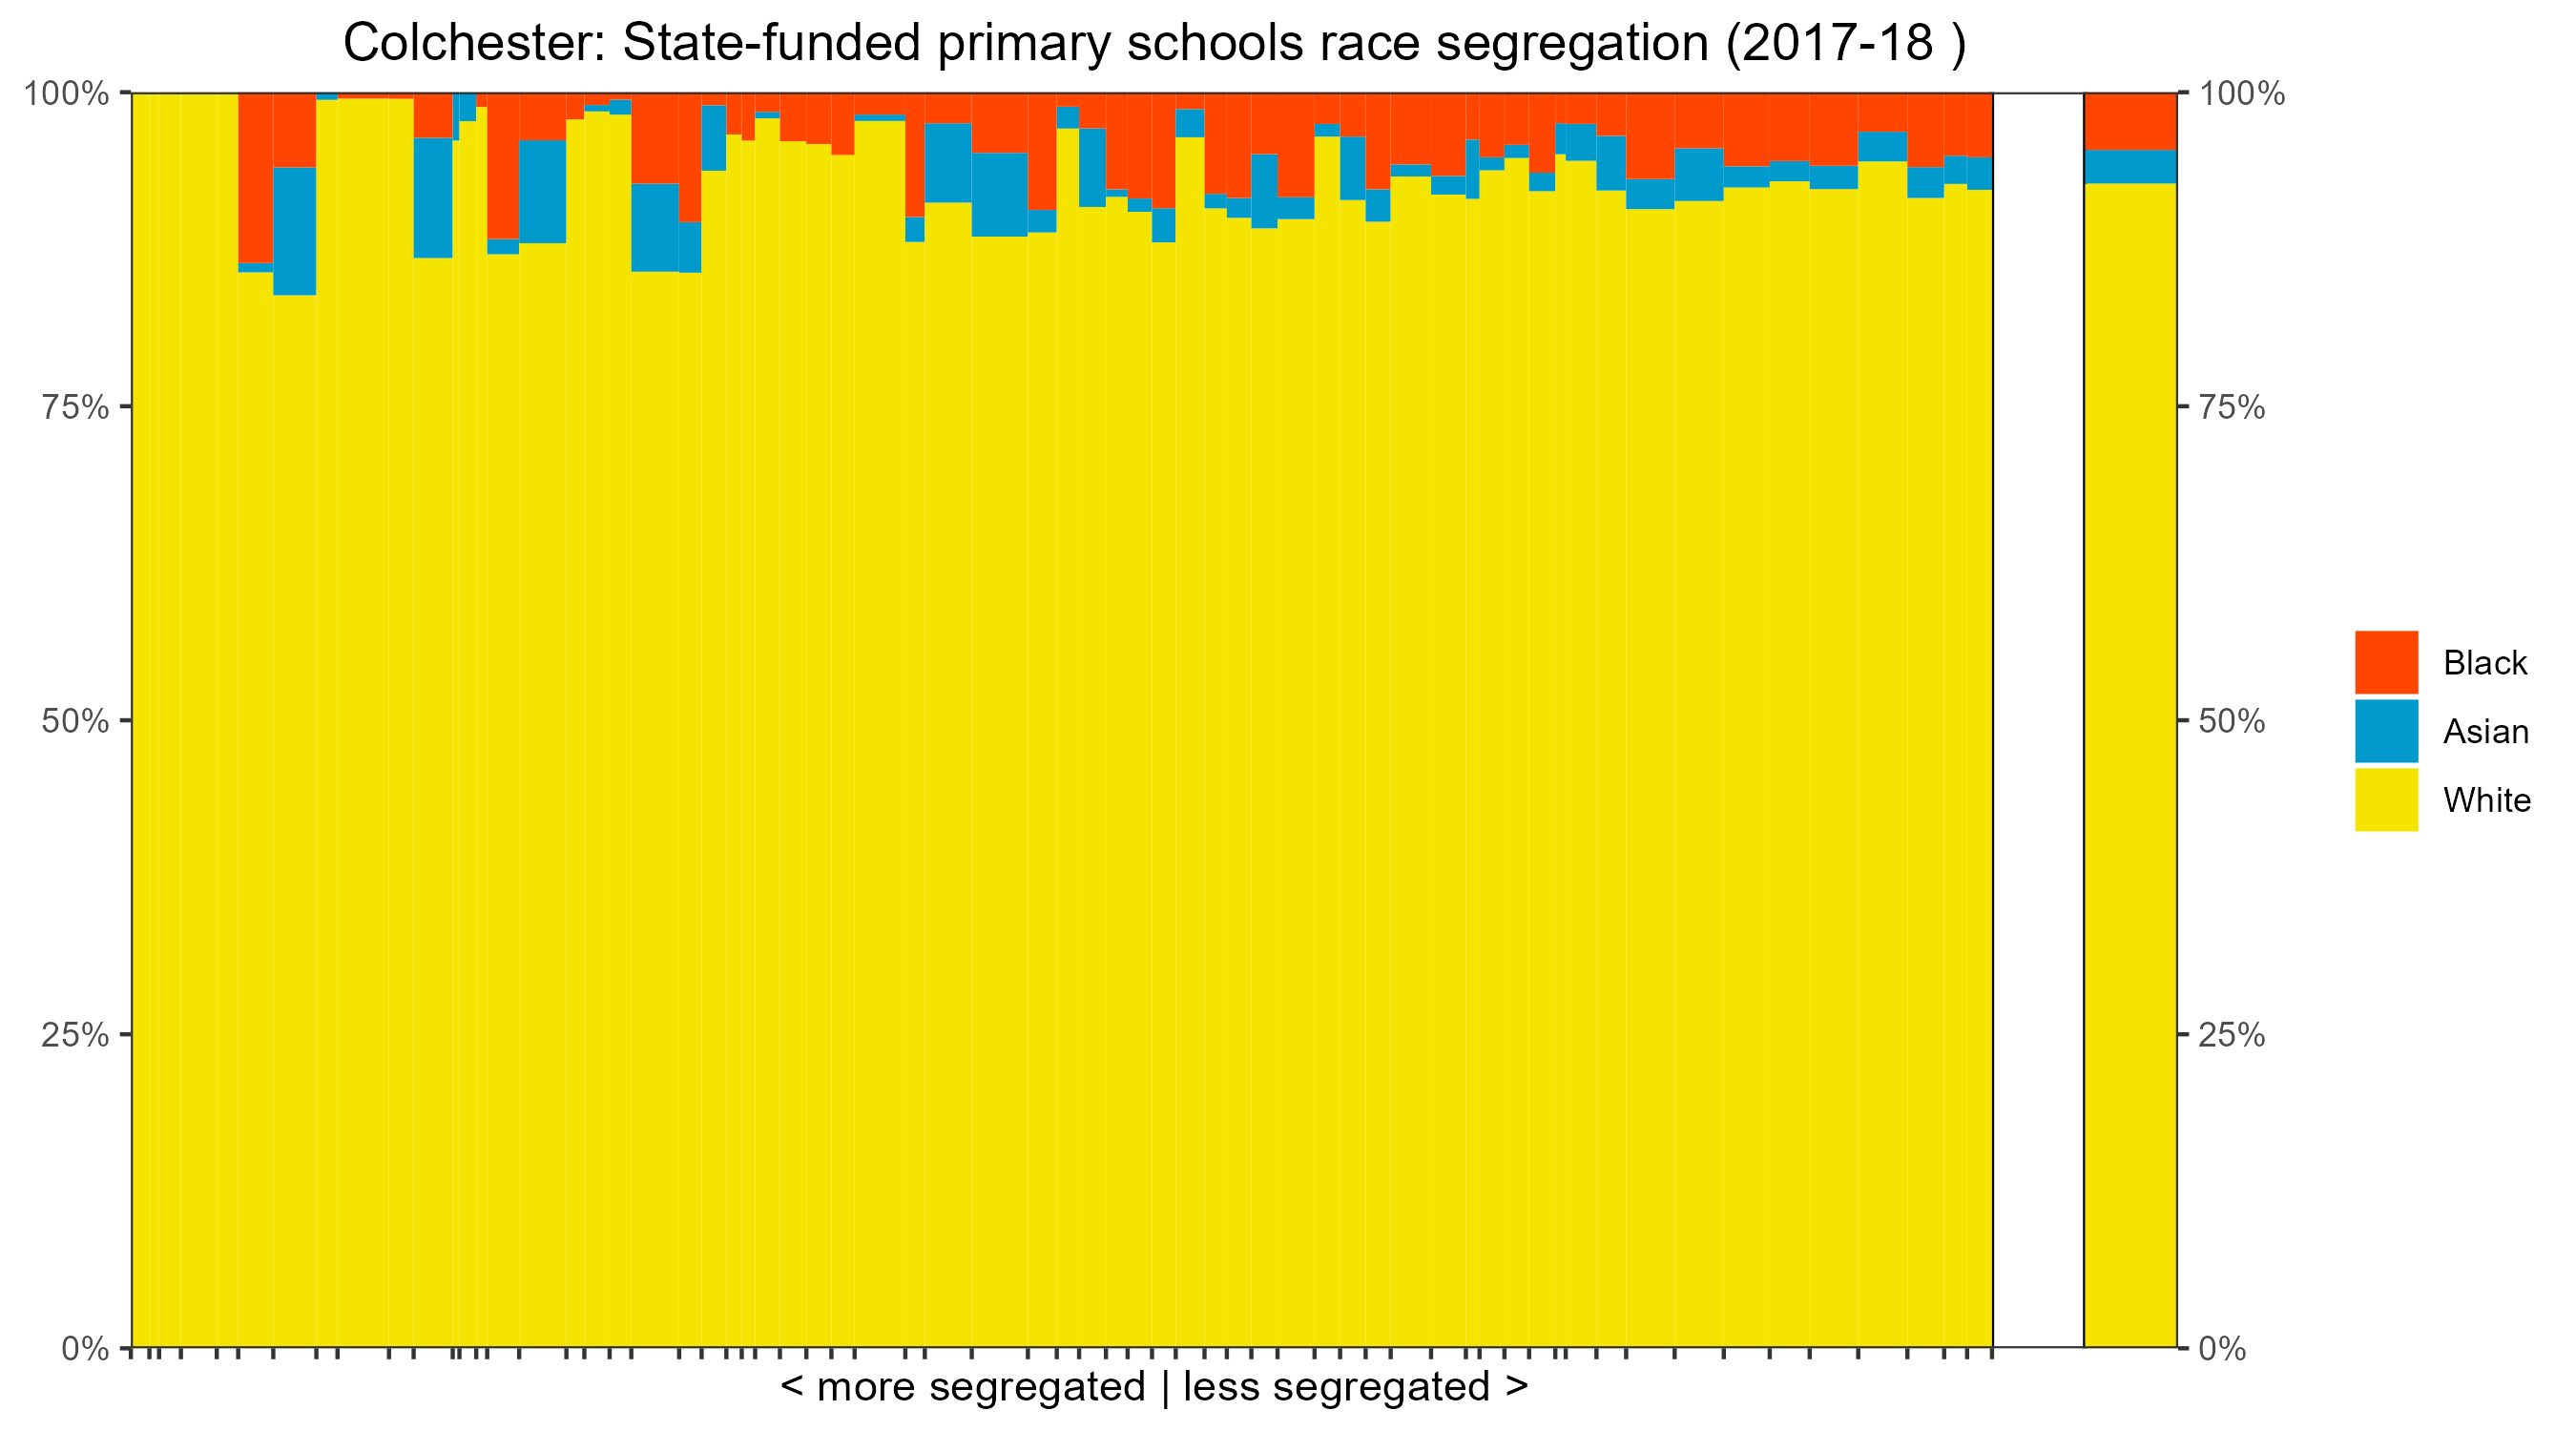 Colchester: State-funded primary schools race segregation (2017-18 )
100%
100%
75%
75%
Black
50%
50%
Asian
White
25%
25%
0%
0%
< more segregated | less segregated >